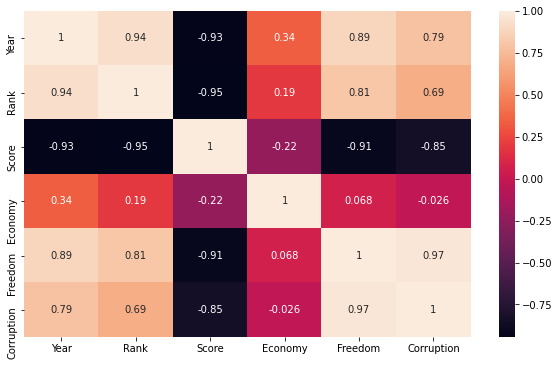 Year 1 0.94 -0.93 0.34 0.89 0.79
Rank 0.94 1 -0.95 0.19 0.81 0.69
Score -0.93 -0.95 1 -0.22 -0.91 -0.85
Economy 0.34 0.19 -0.22 1 0.068 -0.026
Freedom 0.89 0.81 -0.91 0.068 1 0.97
Corruption 0.79 0.69 -0.85 -0.026 0.97 1
Year Rank Score Economy Freedom Corruption
1.00
0.75
0.50
0.25
0.00
−0.25
−0.50
−0.75